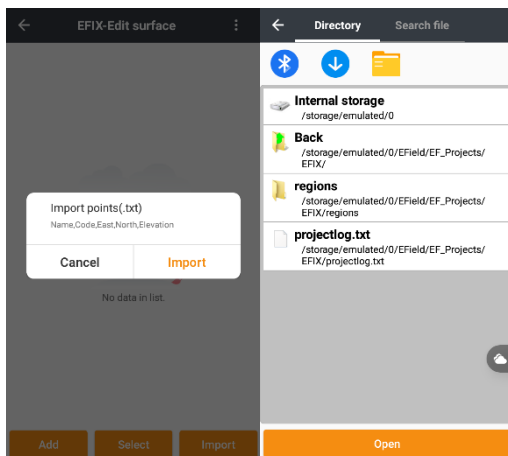 EFIX-Edit surface
Import points(.txt)
Name,Code,East,North,Elevation
Cancel
Import
No data in list.
Add
Select
Import
Directory
Search file
Internal storage
/storage/emulated/0
Back
/storage/emulated/0/EField/EF_Projects/
EFIX/
regions
/storage/emulated/0/EField/EF_Projects/
EFIX/regions
projectlog.txt
/storage/emulated/0/EField/EF_Projects/
EFIX/projectlog.txt
Open